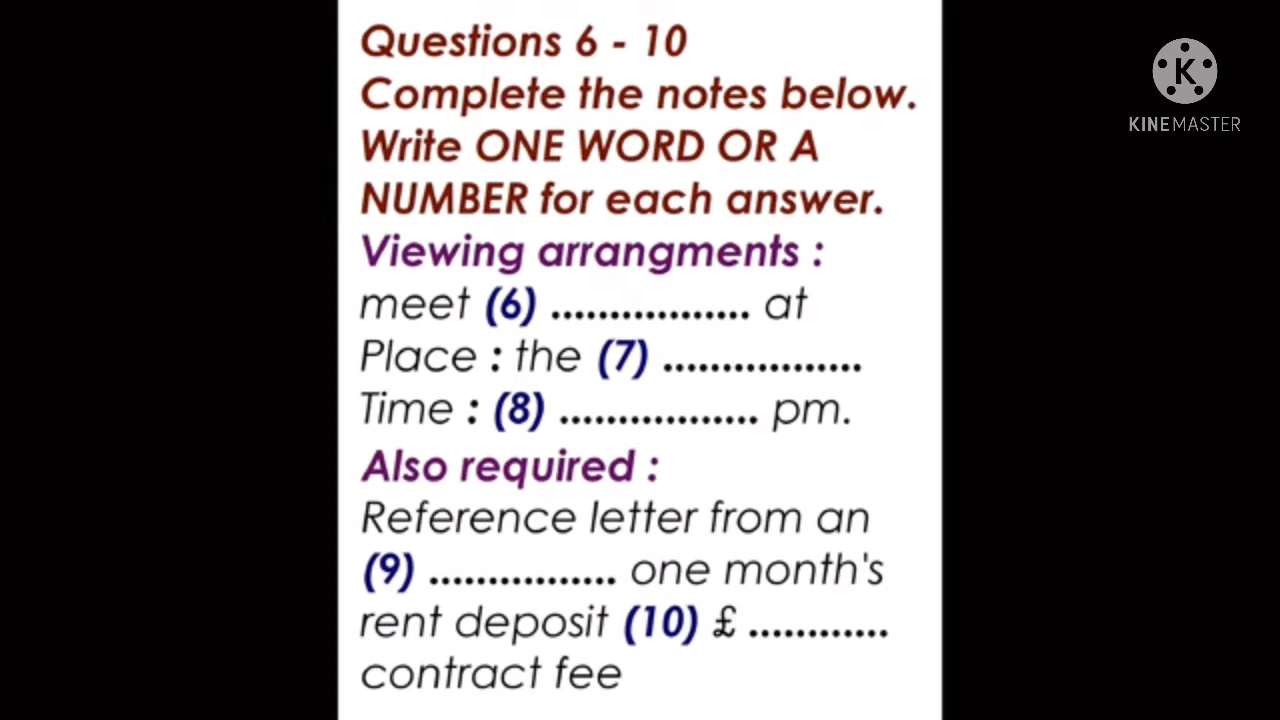 Questions 6 - 10
Complete the notes below.
Write ONE WORD OR A
NUMBER for each answer.
Viewing arrangments :
meet (6) ................. at
Place : the (7) .................
Time : (8) ................. pm.
Also required :
Reference letter from an
(9) ................ one month's
rent deposit (10) £ ............
contract fee
K
KINEMASTER